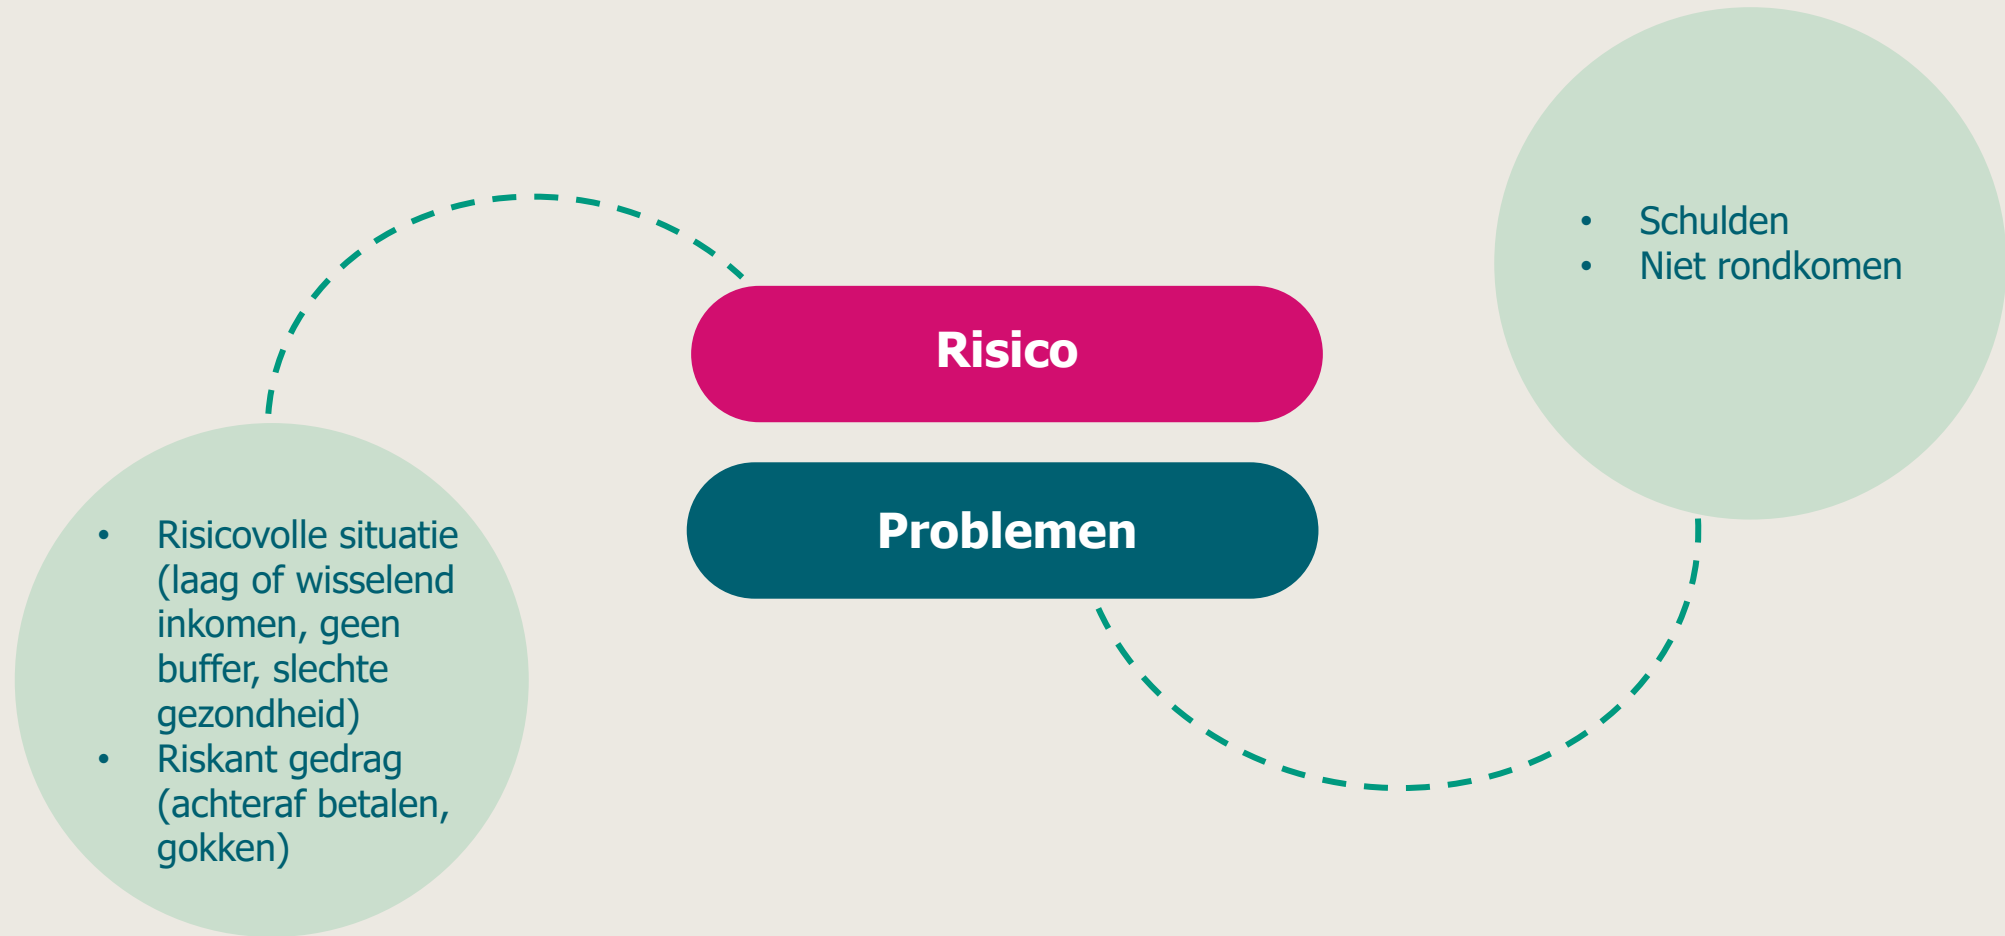 Risico
Problemen
• Risicovolle situatie
(laag of wisselend
inkomen, geen
buffer, slechte
gezondheid)
• Riskant gedrag
(achteraf betalen,
gokken)
• Schulden
• Niet rondkomen